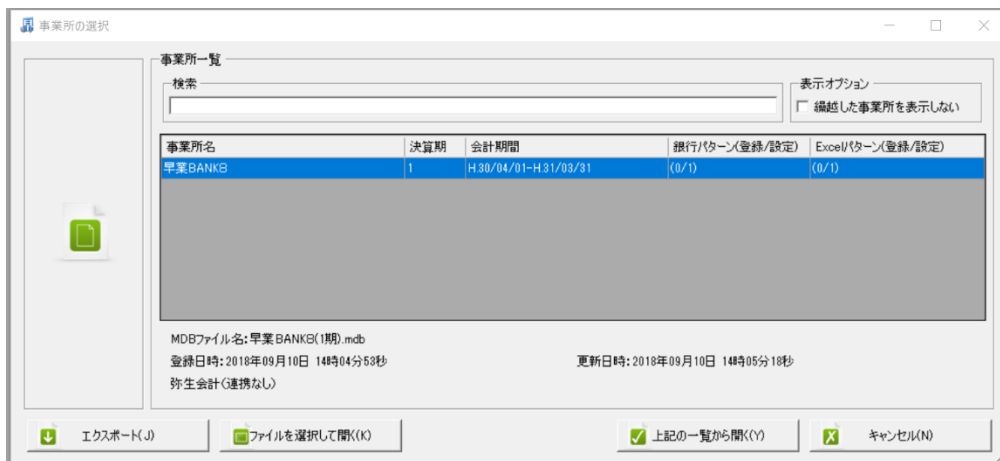 事業所の選択
事業所一覧
検索
表示オプション
繰越した事業所を表示しない
事業所名 決算期 会計期間 銀行パターン(登録/設定) Excelパターン(登録/設定)
早業BANKB 1 H.30/04/01-H.31/03/31 (0/1) (0/1)
MDBファイル名:早業BANKB(1期).mdb
登録日時:2018年09月10日 14時04分53秒 更新日時:2018年09月10日 14時05分18秒
弥生会計(連携なし)
エクスポート(J) ファイルを選択して開く(K) 上記の一覧から開く(Y) キャンセル(N)